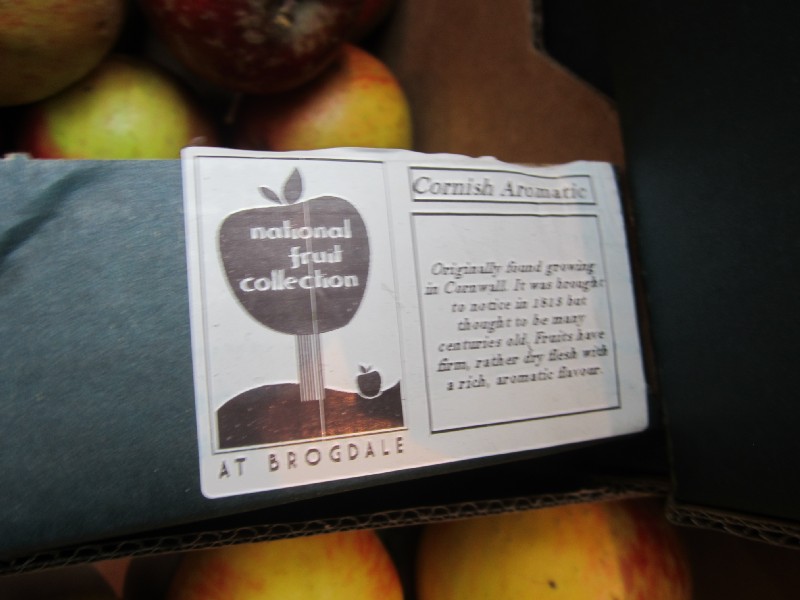 national
fruit
collection
AT BROGDALE
Cornish Aromatic
Originally found growing
in Cornwall. It was brought
to notice in 1818 but
thought to be many
centuries old. Fruits have
firm, rather dry flesh with
a rich, aromatic flavour.